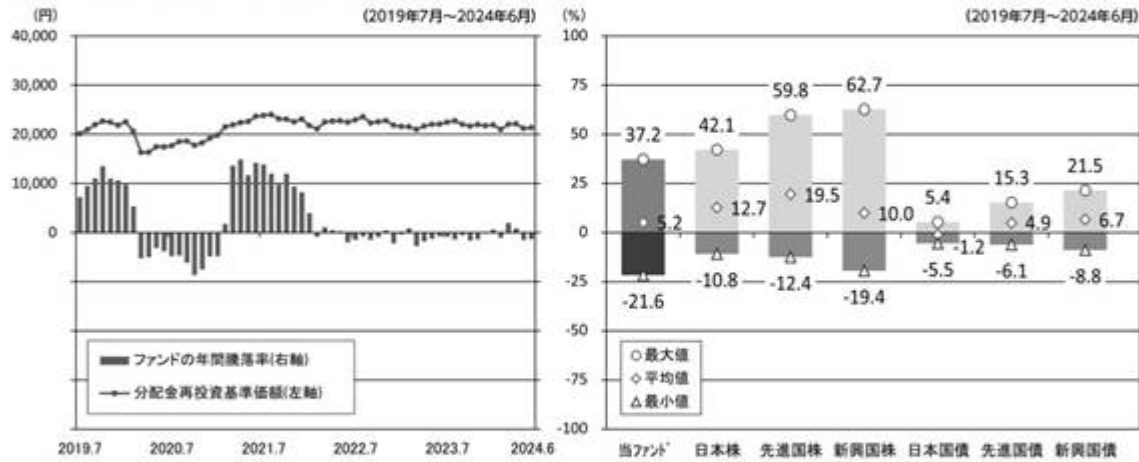 (円)
(2019年7月～2024年6月)
40,000
30,000
20,000
10,000
0
ファンドの年間騰落率(右軸)
分配金再投資基準価額(左軸)
2019.7 2020.7 2021.7 2022.7 2023.7 2024.6
(%)
(2019年7月～2024年6月)
100
75
50
25
0
-25
-50
-75
-100
37.2 42.1 59.8 62.7 5.4 15.3 21.5
5.2 12.7 19.5 10.0 -1.2 4.9 6.7
-21.6 -10.8 -12.4 -19.4 -5.5 -6.1 -8.8
最大値
平均値
最小値
当ファンド 日本株 先進国株 新興国株 日本国債 先進国債 新興国債